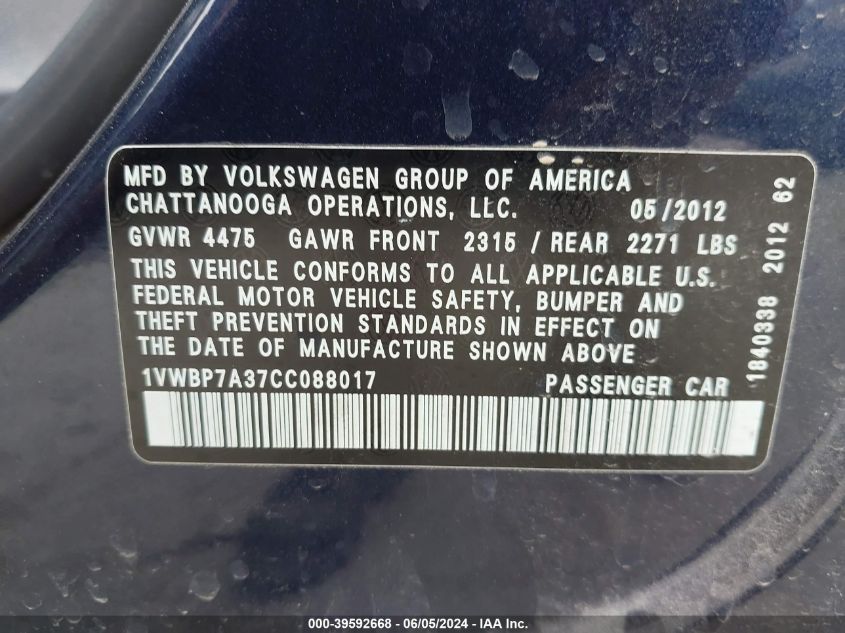 MFD BY VOLKSWAGEN GROUP OF AMERICA
CHATTANOOGA OPERATIONS, LLC. 05/2012
GVWR 4475 GAWR FRONT 2315 / REAR 2271 LBS
THIS VEHICLE CONFORMS TO ALL APPLICABLE U.S.
FEDERAL MOTOR VEHICLE SAFETY, BUMPER AND
THEFT PREVENTION STANDARDS IN EFFECT ON
THE DATE OF MANUFACTURE SHOWN ABOVE
1VWBP7A37CC088017 PASSENGER CAR
1840338 2012 62
000-39592668 - 06/05/2024 - IAA Inc.